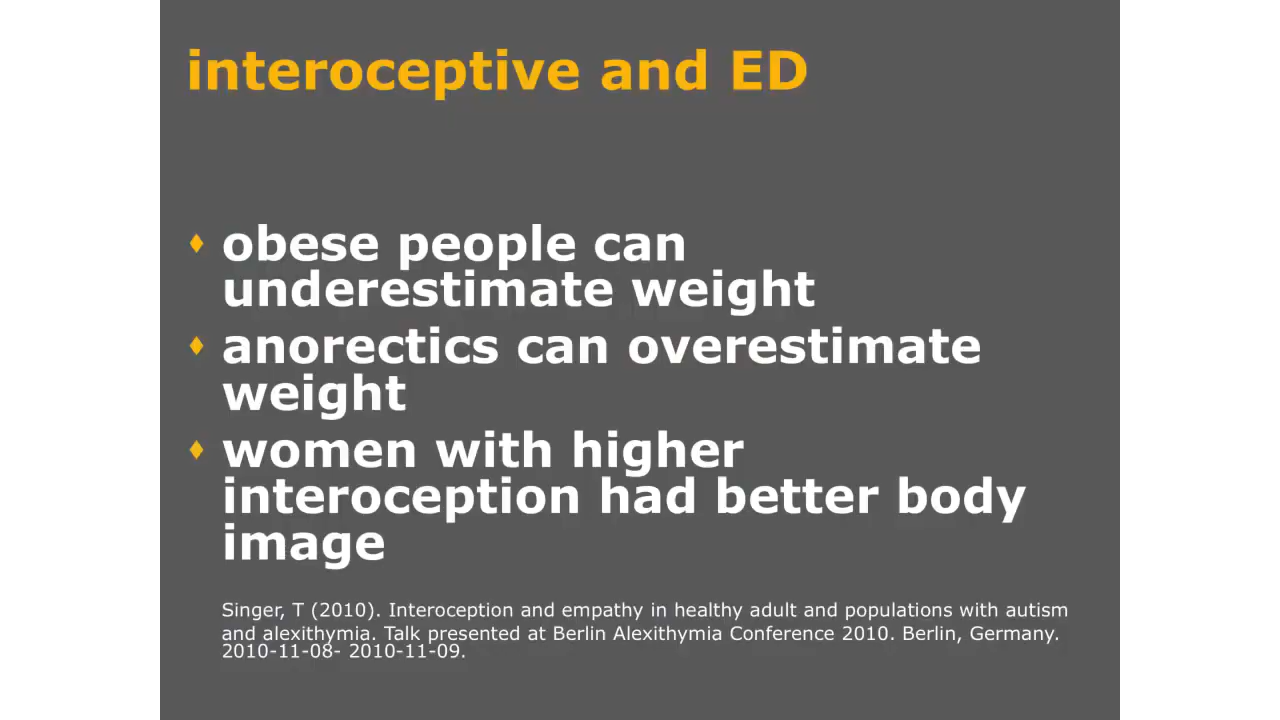 interoceptive and ED
obese people can
underestimate weight
anorectics can overestimate
weight
women with higher
interoception had better body
image
Singer, T (2010). Interoception and empathy in healthy adult and populations with autism
and alexithymia. Talk presented at Berlin Alexithymia Conference 2010. Berlin, Germany.
2010-11-08- 2010-11-09.